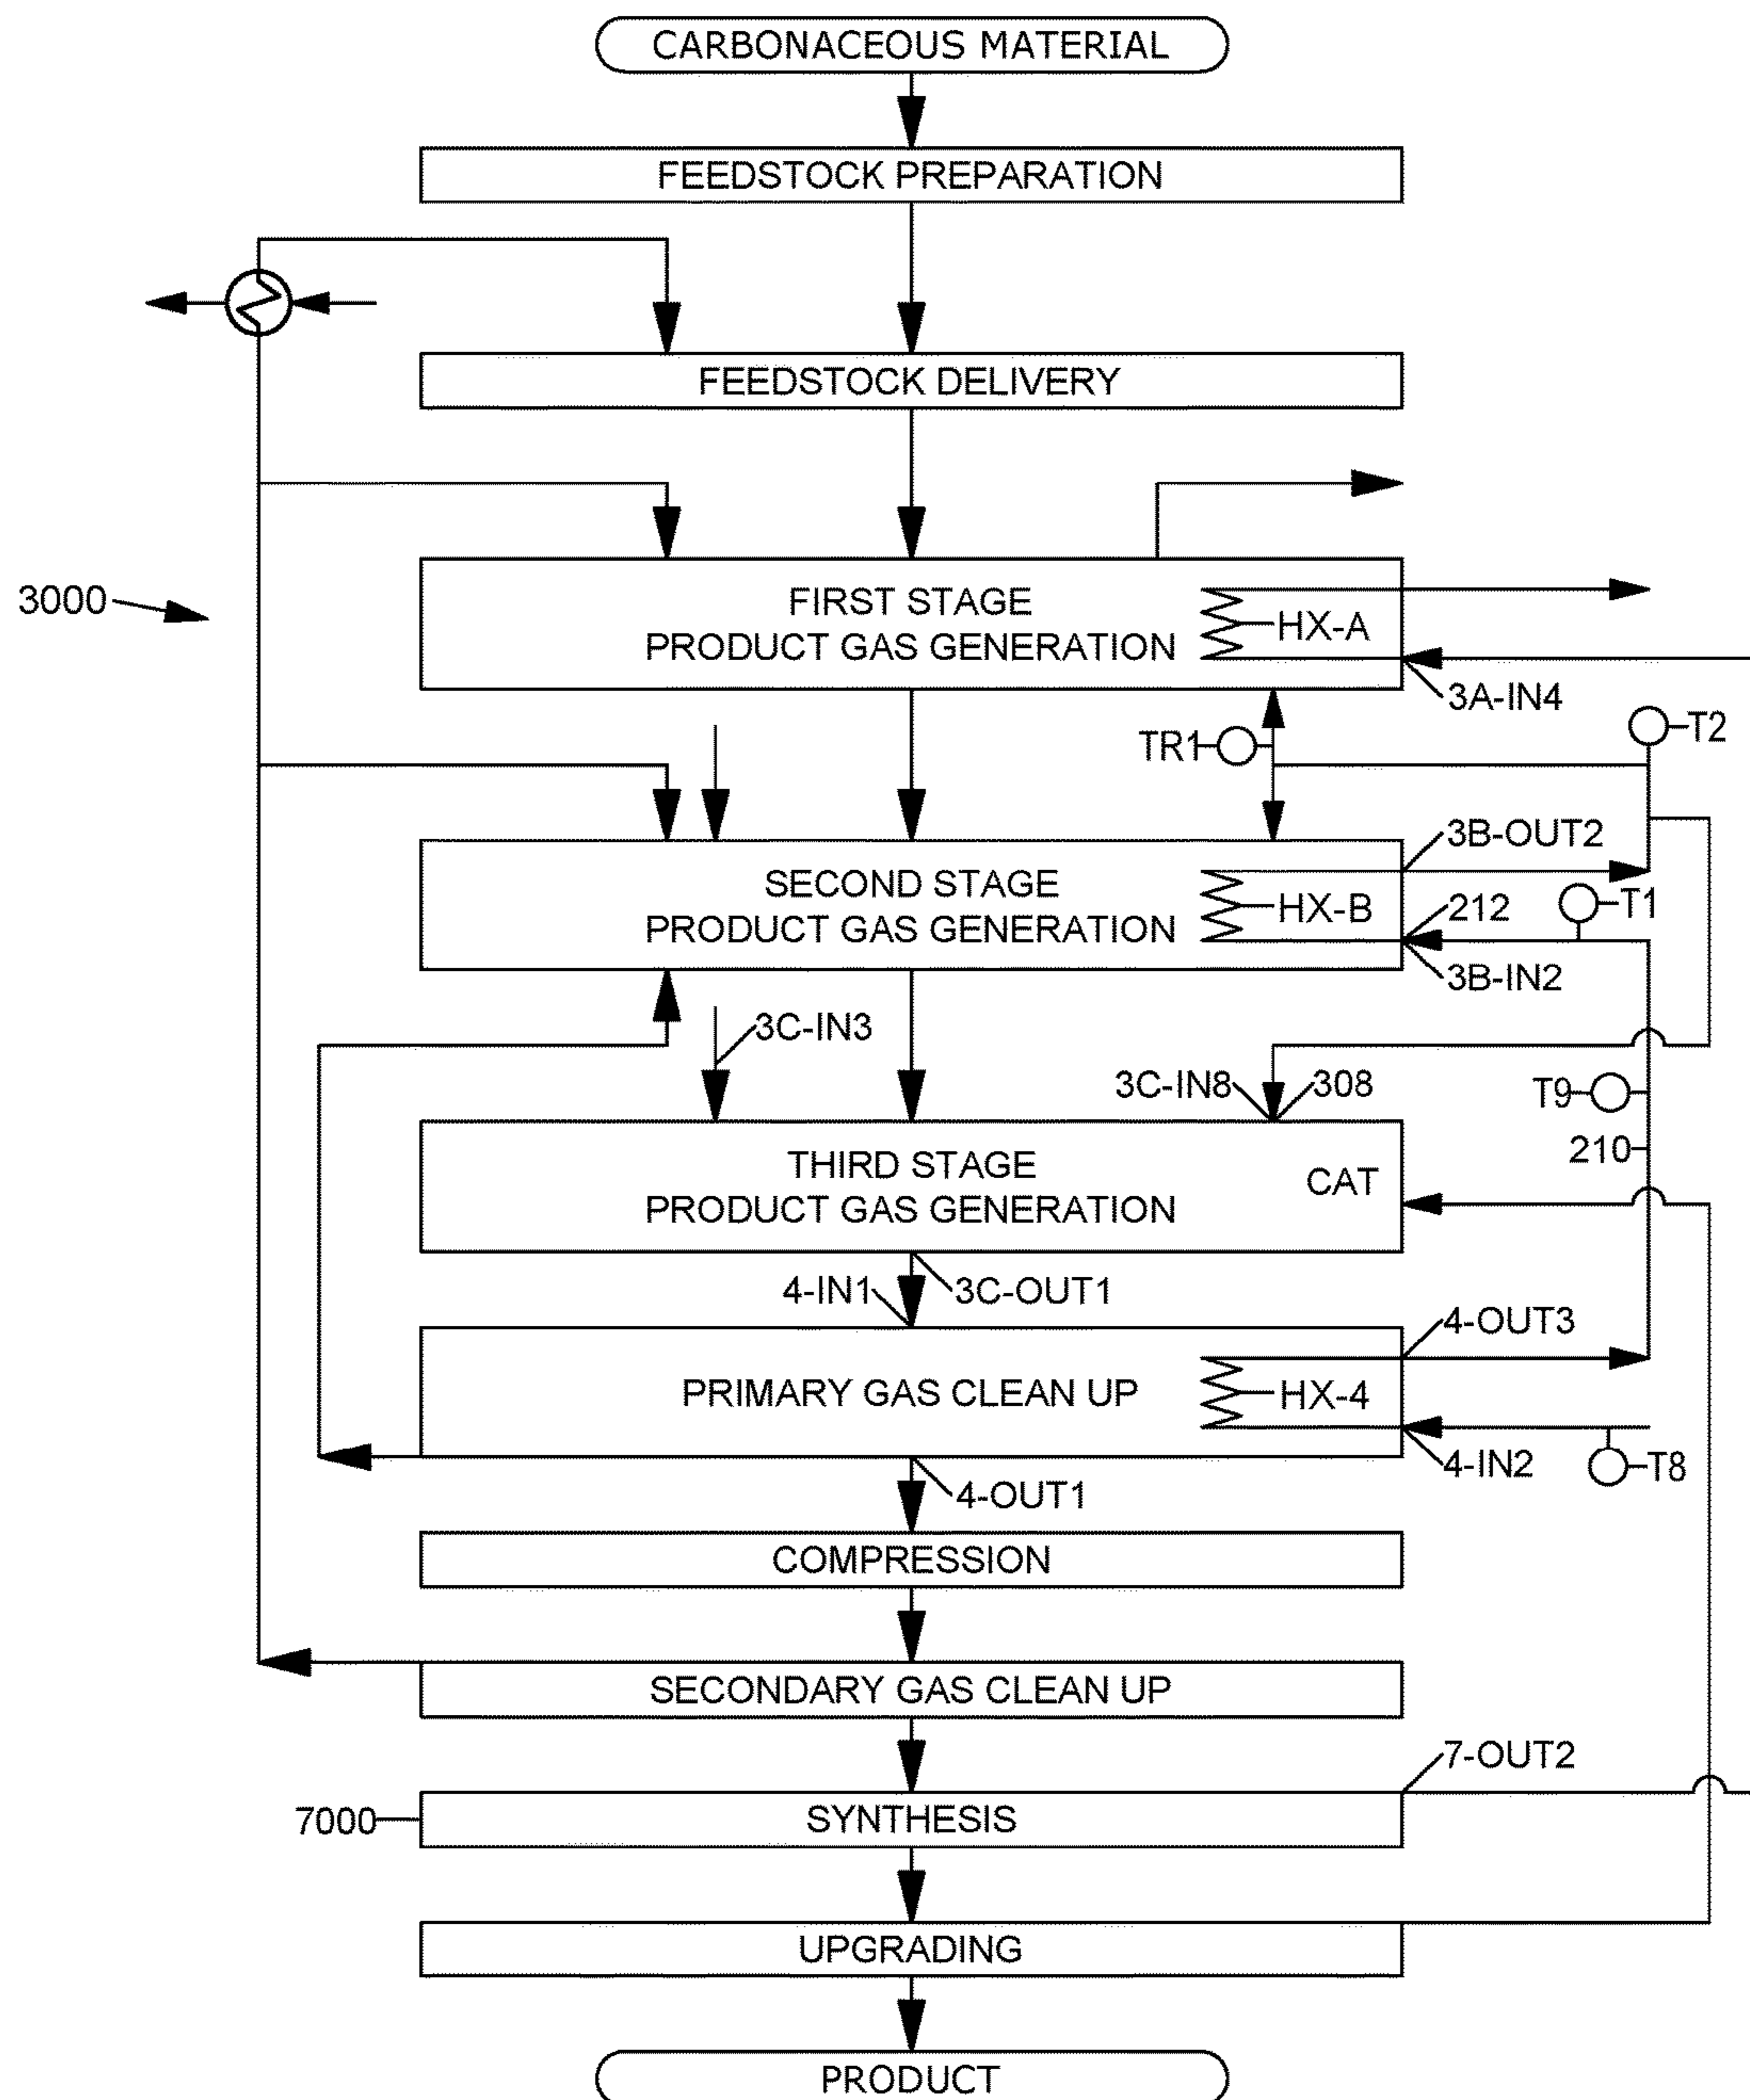 CARBONACEOUS MATERIAL
FEEDSTOCK PREPARATION
FEEDSTOCK DELIVERY
3000
FIRST STAGE
PRODUCT GAS GENERATION
HX-A
3A-IN4
TR1
T2
3B-OUT2
SECOND STAGE
PRODUCT GAS GENERATION
HX-B
212
T1
3B-IN2
3C-IN3
3C-IN8
308
T9
210
THIRD STAGE
PRODUCT GAS GENERATION
CAT
4-IN1
3C-OUT1
4-OUT3
PRIMARY GAS CLEAN UP
HX-4
4-IN2
T8
4-OUT1
COMPRESSION
SECONDARY GAS CLEAN UP
7-OUT2
7000
SYNTHESIS
UPGRADING
PRODUCT